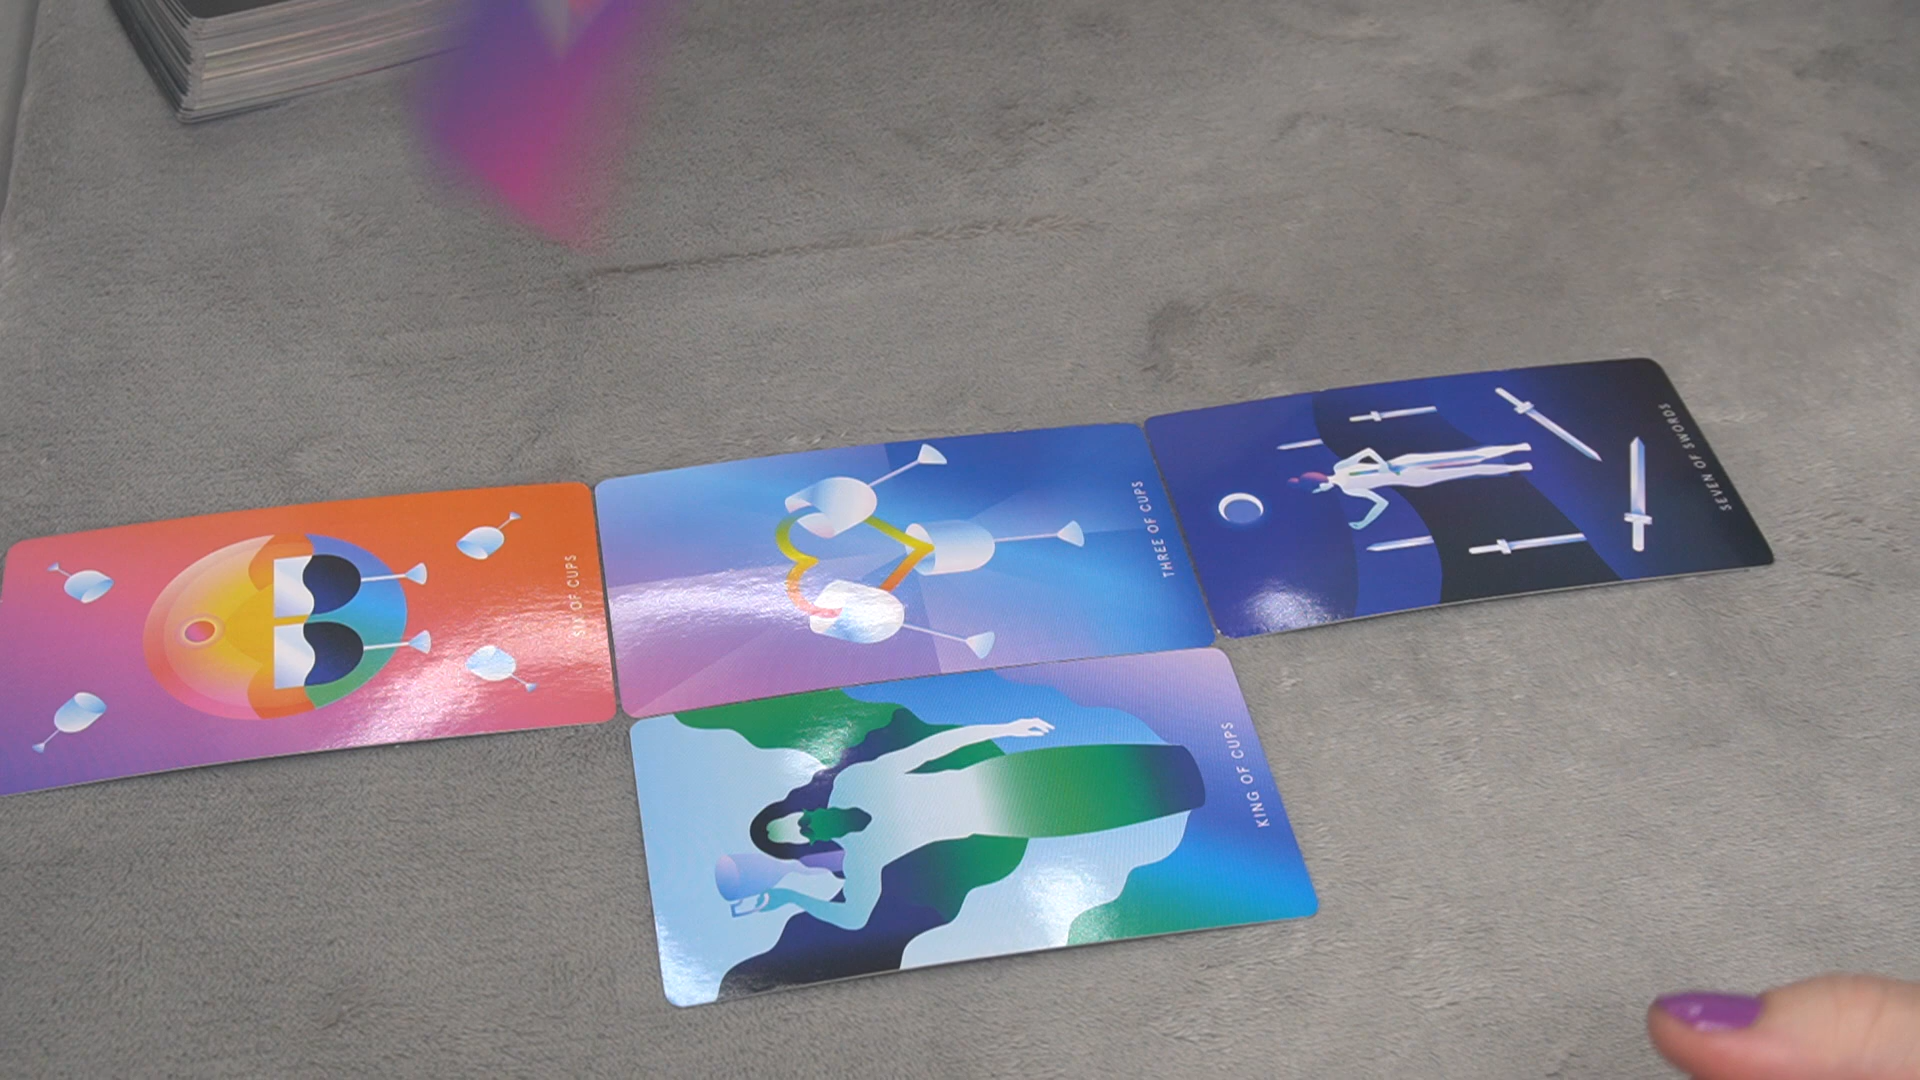 SIX OF CUPS
THREE OF CUPS
SEVEN OF SWORDS
KING OF CUPS